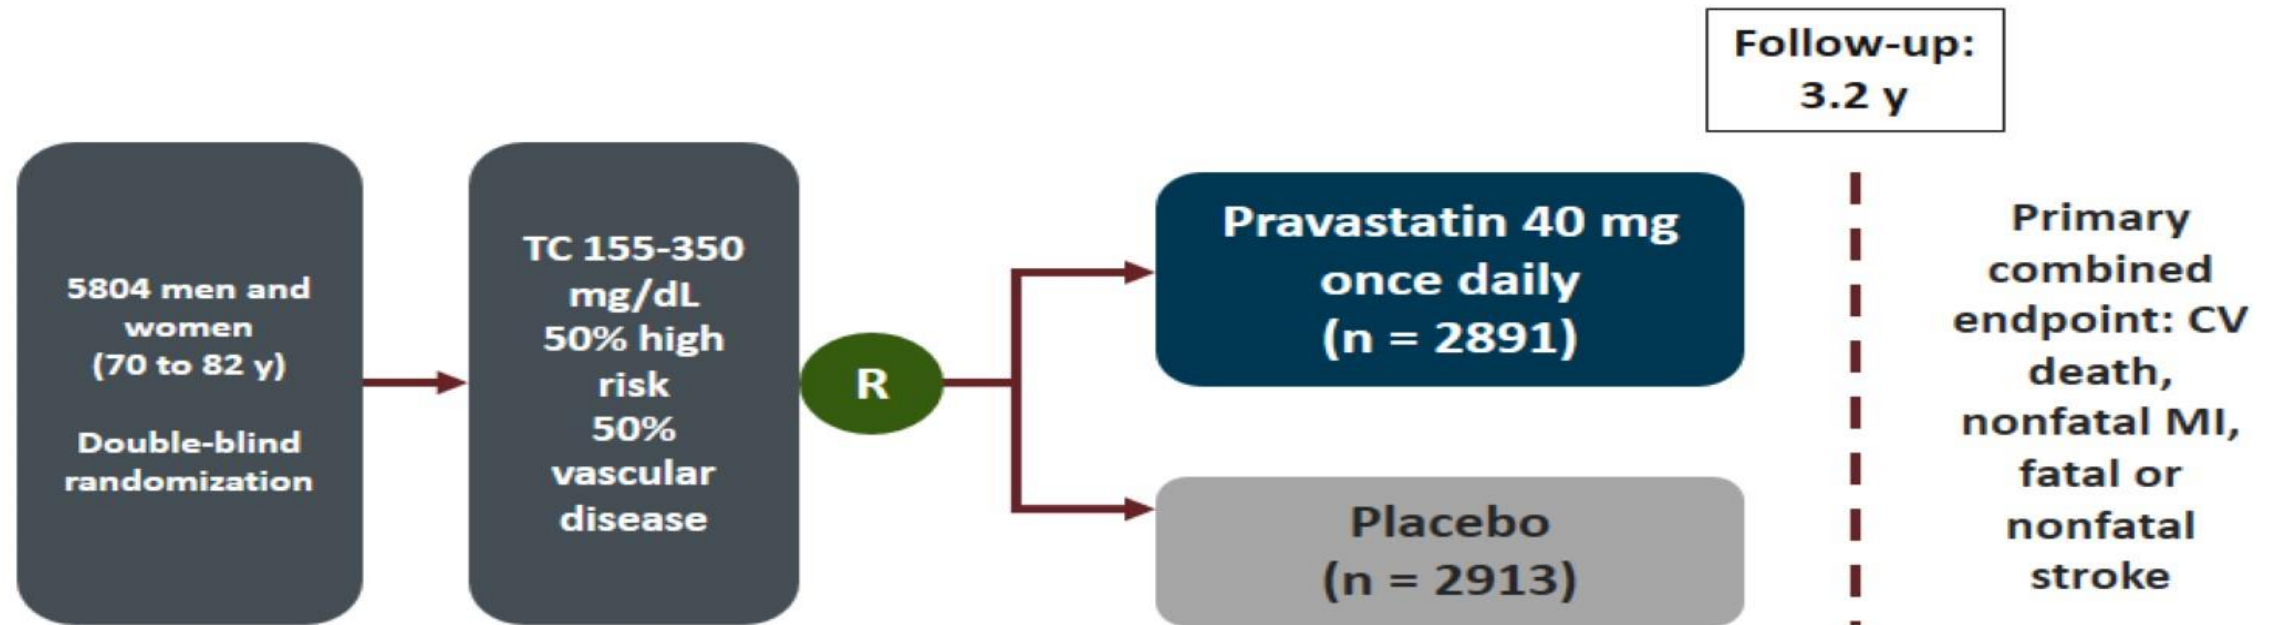 Follow-up:
3.2 y
5804 men and
women
(70 to 82 y)
Double-blind
randomization
TC 155-350
mg/dL
50% high
risk
50%
vascular
disease
R
Pravastatin 40 mg
once daily
(n = 2891)
Placebo
(n = 2913)
Primary
combined
endpoint: CV
death,
nonfatal MI,
fatal or
nonfatal
stroke